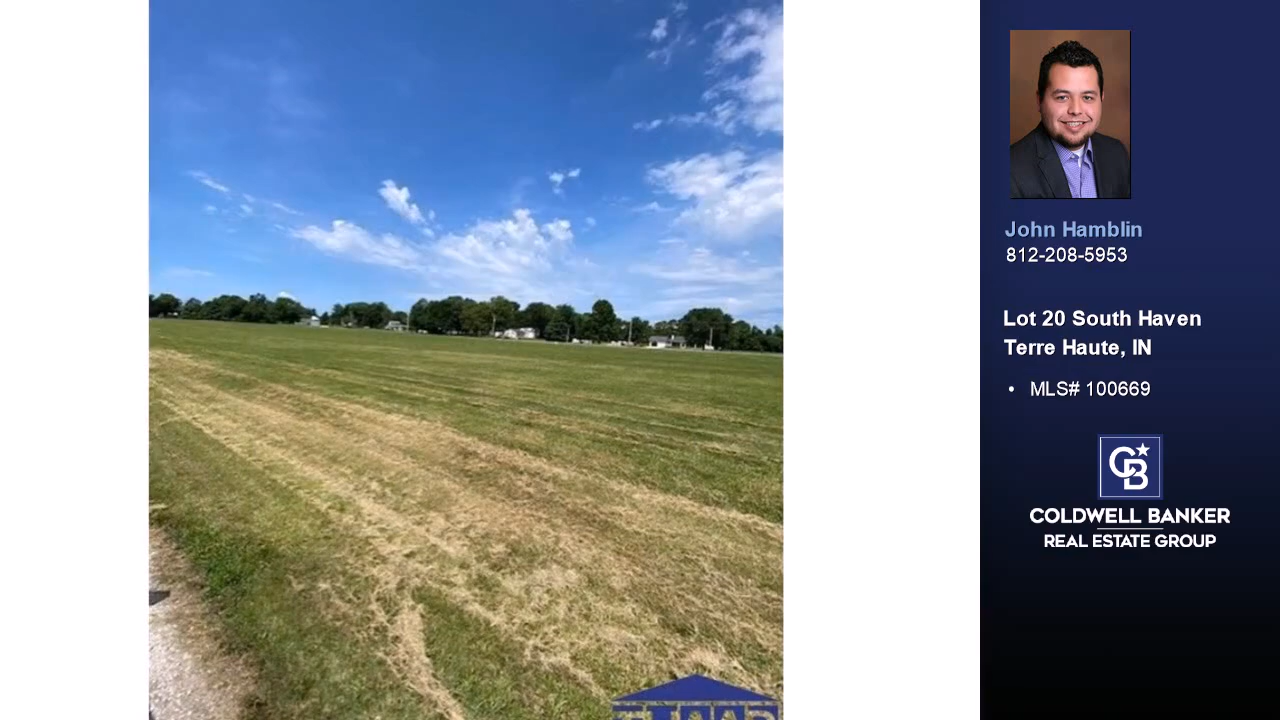 John Hamblin
812-208-5953
Lot 20 South Haven
Terre Haute, IN
• MLS# 100669
CB
COLDWELL BANKER
REAL ESTATE GROUP